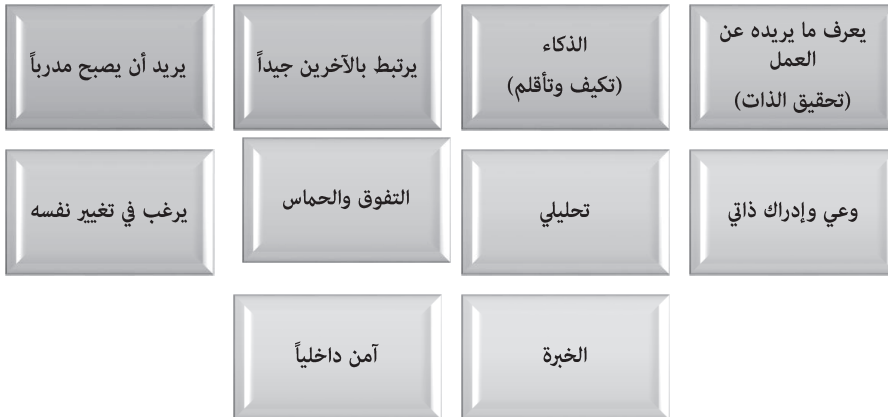 يعرف ما يريده عن
العمل
(تحقيق الذات)
الذكاء
(تكيف وتأقلم)
يرتبط بالآخرين جيداً
يريد أن يصبح مدرباً
وعي وإدراك ذاتي
تحليلي
التفوق والحماس
يرغب في تغيير نفسه
الخبرة
آمن داخلياً